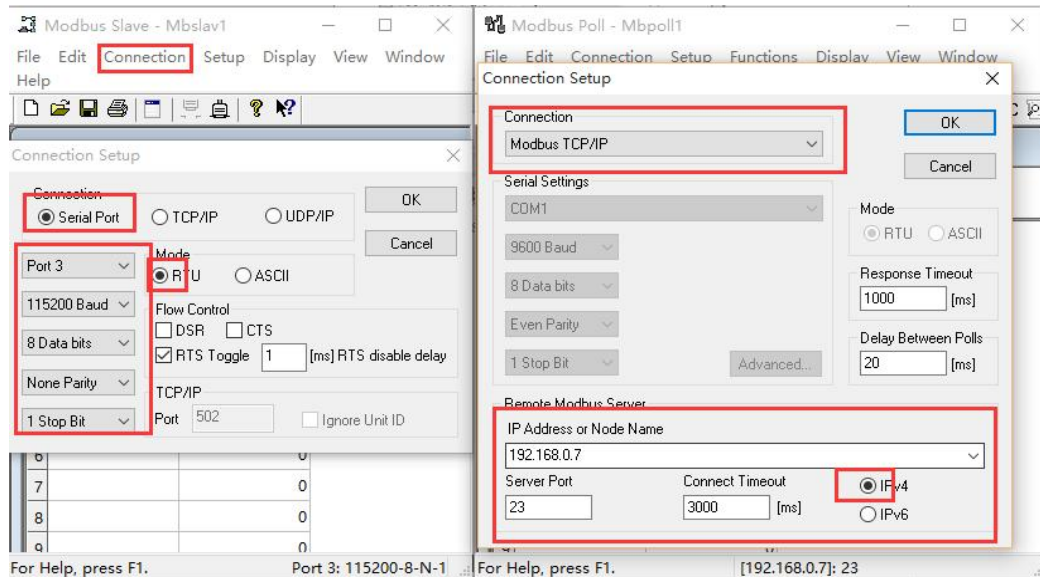 Modbus Slave - Mbslav1
File Edit Connection Setup Display View Window
Help
Connection Setup
Connection
Serial Port TCP/IP UDP/IP
OK
Cancel
Port 3
115200 Baud
8 Data bits
None Parity
1 Stop Bit
Mode
RTU ASCII
Flow Control
DSR CTS
RTS Toggle 1 [ms] RTS disable delay
TCP/IP
Port 502 Ignore Unit ID
6 0
7 0
8 0
9 0
For Help, press F1. Port 3: 115200-8-N-1
Modbus Poll - Mbpoll1
File Edit Connection Setup Functions Display View Window
Connection Setup
Connection
Modbus TCP/IP
OK
Cancel
Serial Settings
COM1
9600 Baud
8 Data bits
Even Parity
1 Stop Bit Advanced...
Mode
RTU ASCII
Response Timeout
1000 [ms]
Delay Between Polls
20 [ms]
Remote Modbus Server
IP Address or Node Name
192.168.0.7
Server Port Connect Timeout
23 3000 [ms]
IPv4
IPv6
For Help, press F1. [192.168.0.7]: 23